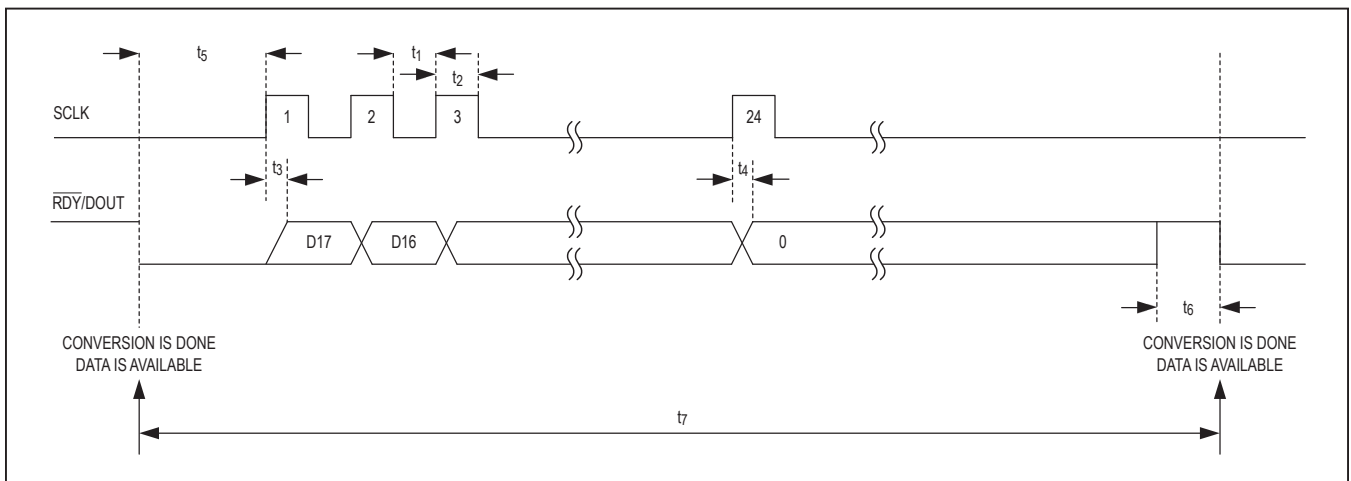 t5
t1
t2
SCLK
1
2
3
24
t3
t4
RDY/DOUT
D17
D16
0
t6
CONVERSION IS DONE
DATA IS AVAILABLE
CONVERSION IS DONE
DATA IS AVAILABLE
t7